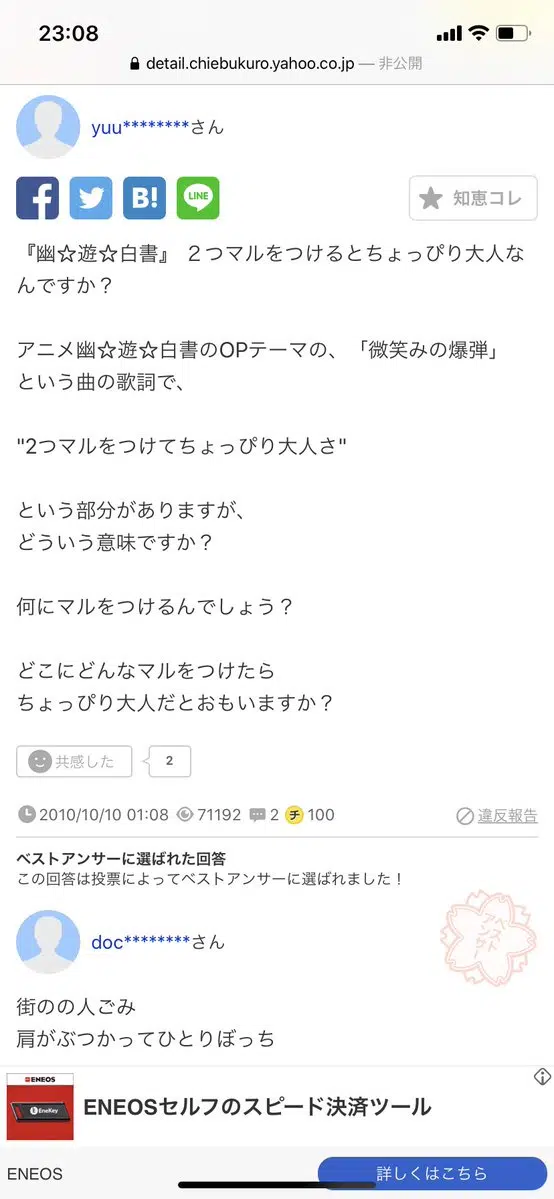 23:08
detail.chiebukuro.yahoo.co.jp — 非公開
yuu********さん
f B! LINE
知恵コレ
『幽☆遊☆白書』 ２つマルをつけるとちょっぴり大人な
んですか？
アニメ幽☆遊☆白書のOPテーマの、「微笑みの爆弾」
という曲の歌詞で、
"2つマルをつけてちょっぴり大人さ"
という部分がありますが、
どういう意味ですか？
何にマルをつけるんでしょう？
どこにどんなマルをつけたら
ちょっぴり大人だとおもいますか？
共感した 2
2010/10/10 01:08 71192 2 チ 100 違反報告
ベストアンサーに選ばれた回答
この回答は投票によってベストアンサーに選ばれました！
doc********さん
ベストアンサー
街のの人ごみ
肩がぶつかってひとりぼっち
ENEOS
EneKey
ENEOSセルフのスピード決済ツール
ENEOS
詳しくはこちら